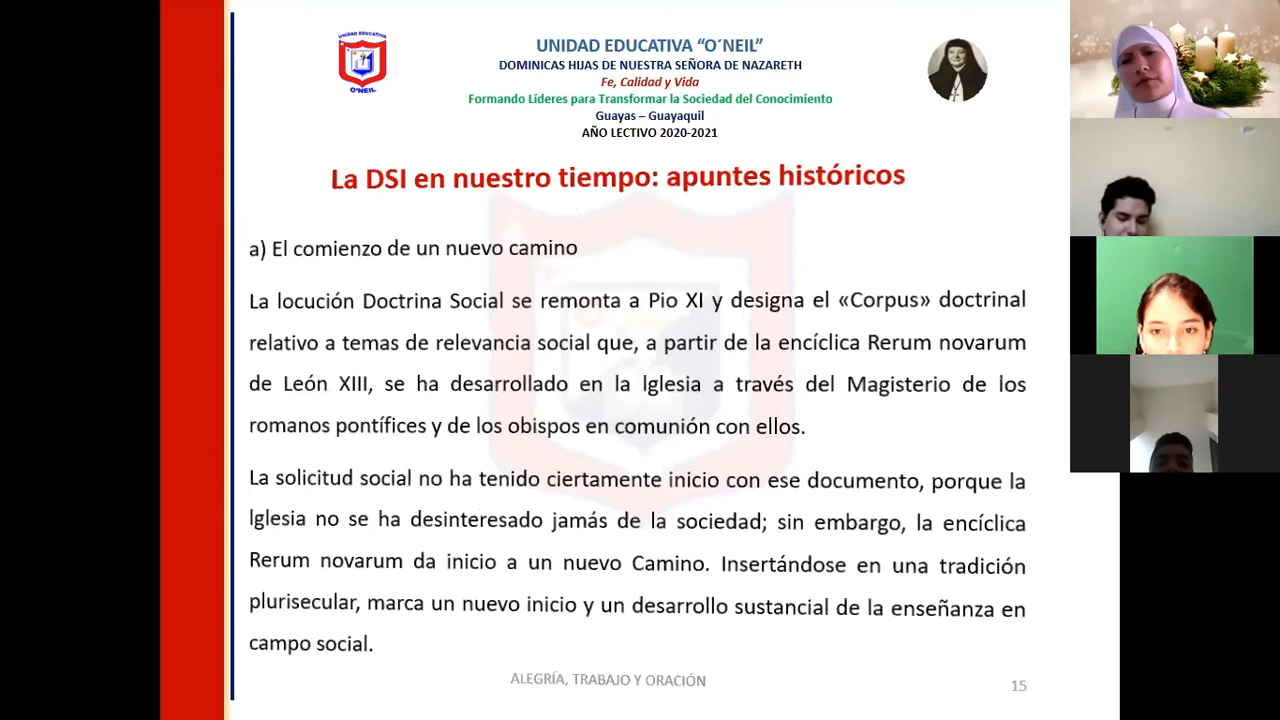 UNIDAD EDUCATIVA
O´NEIL
UNIDAD EDUCATIVA “O´NEIL”
DOMINICAS HIJAS DE NUESTRA SEÑORA DE NAZARETH
Fe, Calidad y Vida
Formando Líderes para Transformar la Sociedad del Conocimiento
Guayas – Guayaquil
AÑO LECTIVO 2020-2021
La DSI en nuestro tiempo: apuntes históricos
a) El comienzo de un nuevo camino
La locución Doctrina Social se remonta a Pio XI y designa el «Corpus» doctrinal
relativo a temas de relevancia social que, a partir de la encíclica Rerum novarum
de León XIII, se ha desarrollado en la lglesia a través del Magisterio de los
romanos pontífices y de los obispos en comunión con ellos.
La solicitud social no ha tenido ciertamente inicio con ese documento, porque la
lglesia no se ha desinteresado jamás de la sociedad; sin embargo, la encíclica
Rerum novarum da inicio a un nuevo Camino. Insertándose en una tradición
plurisecular, marca un nuevo inicio y un desarrollo sustancial de la enseñanza en
campo social.
ALEGRÍA, TRABAJO Y ORACIÓN
15